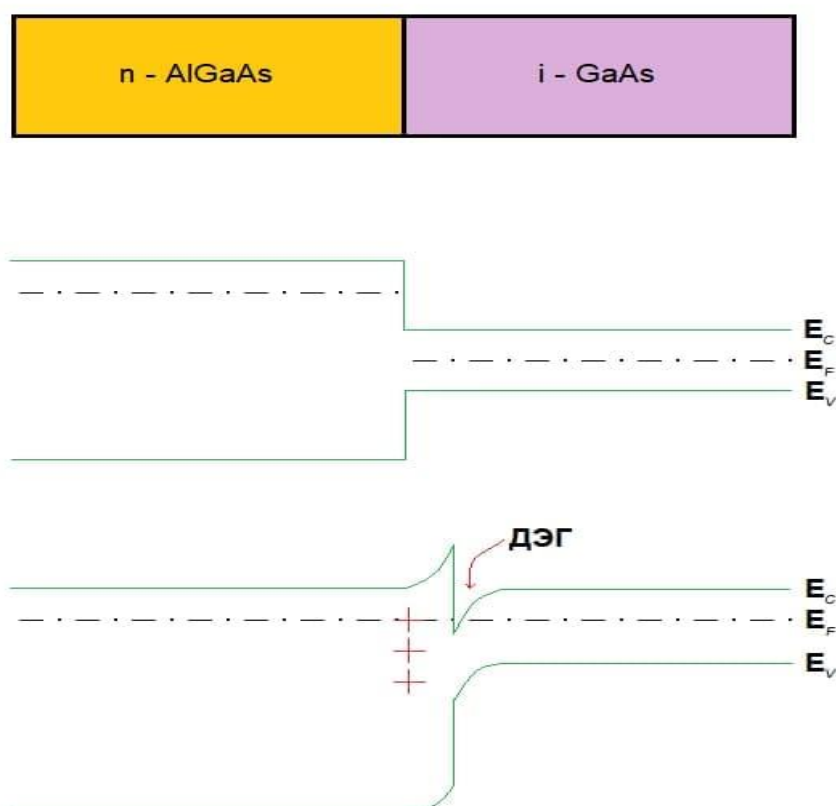 n - AlGaAs
i - GaAs
E_C
E_F
E_V
ДЭГ
E_C
E_F
E_V